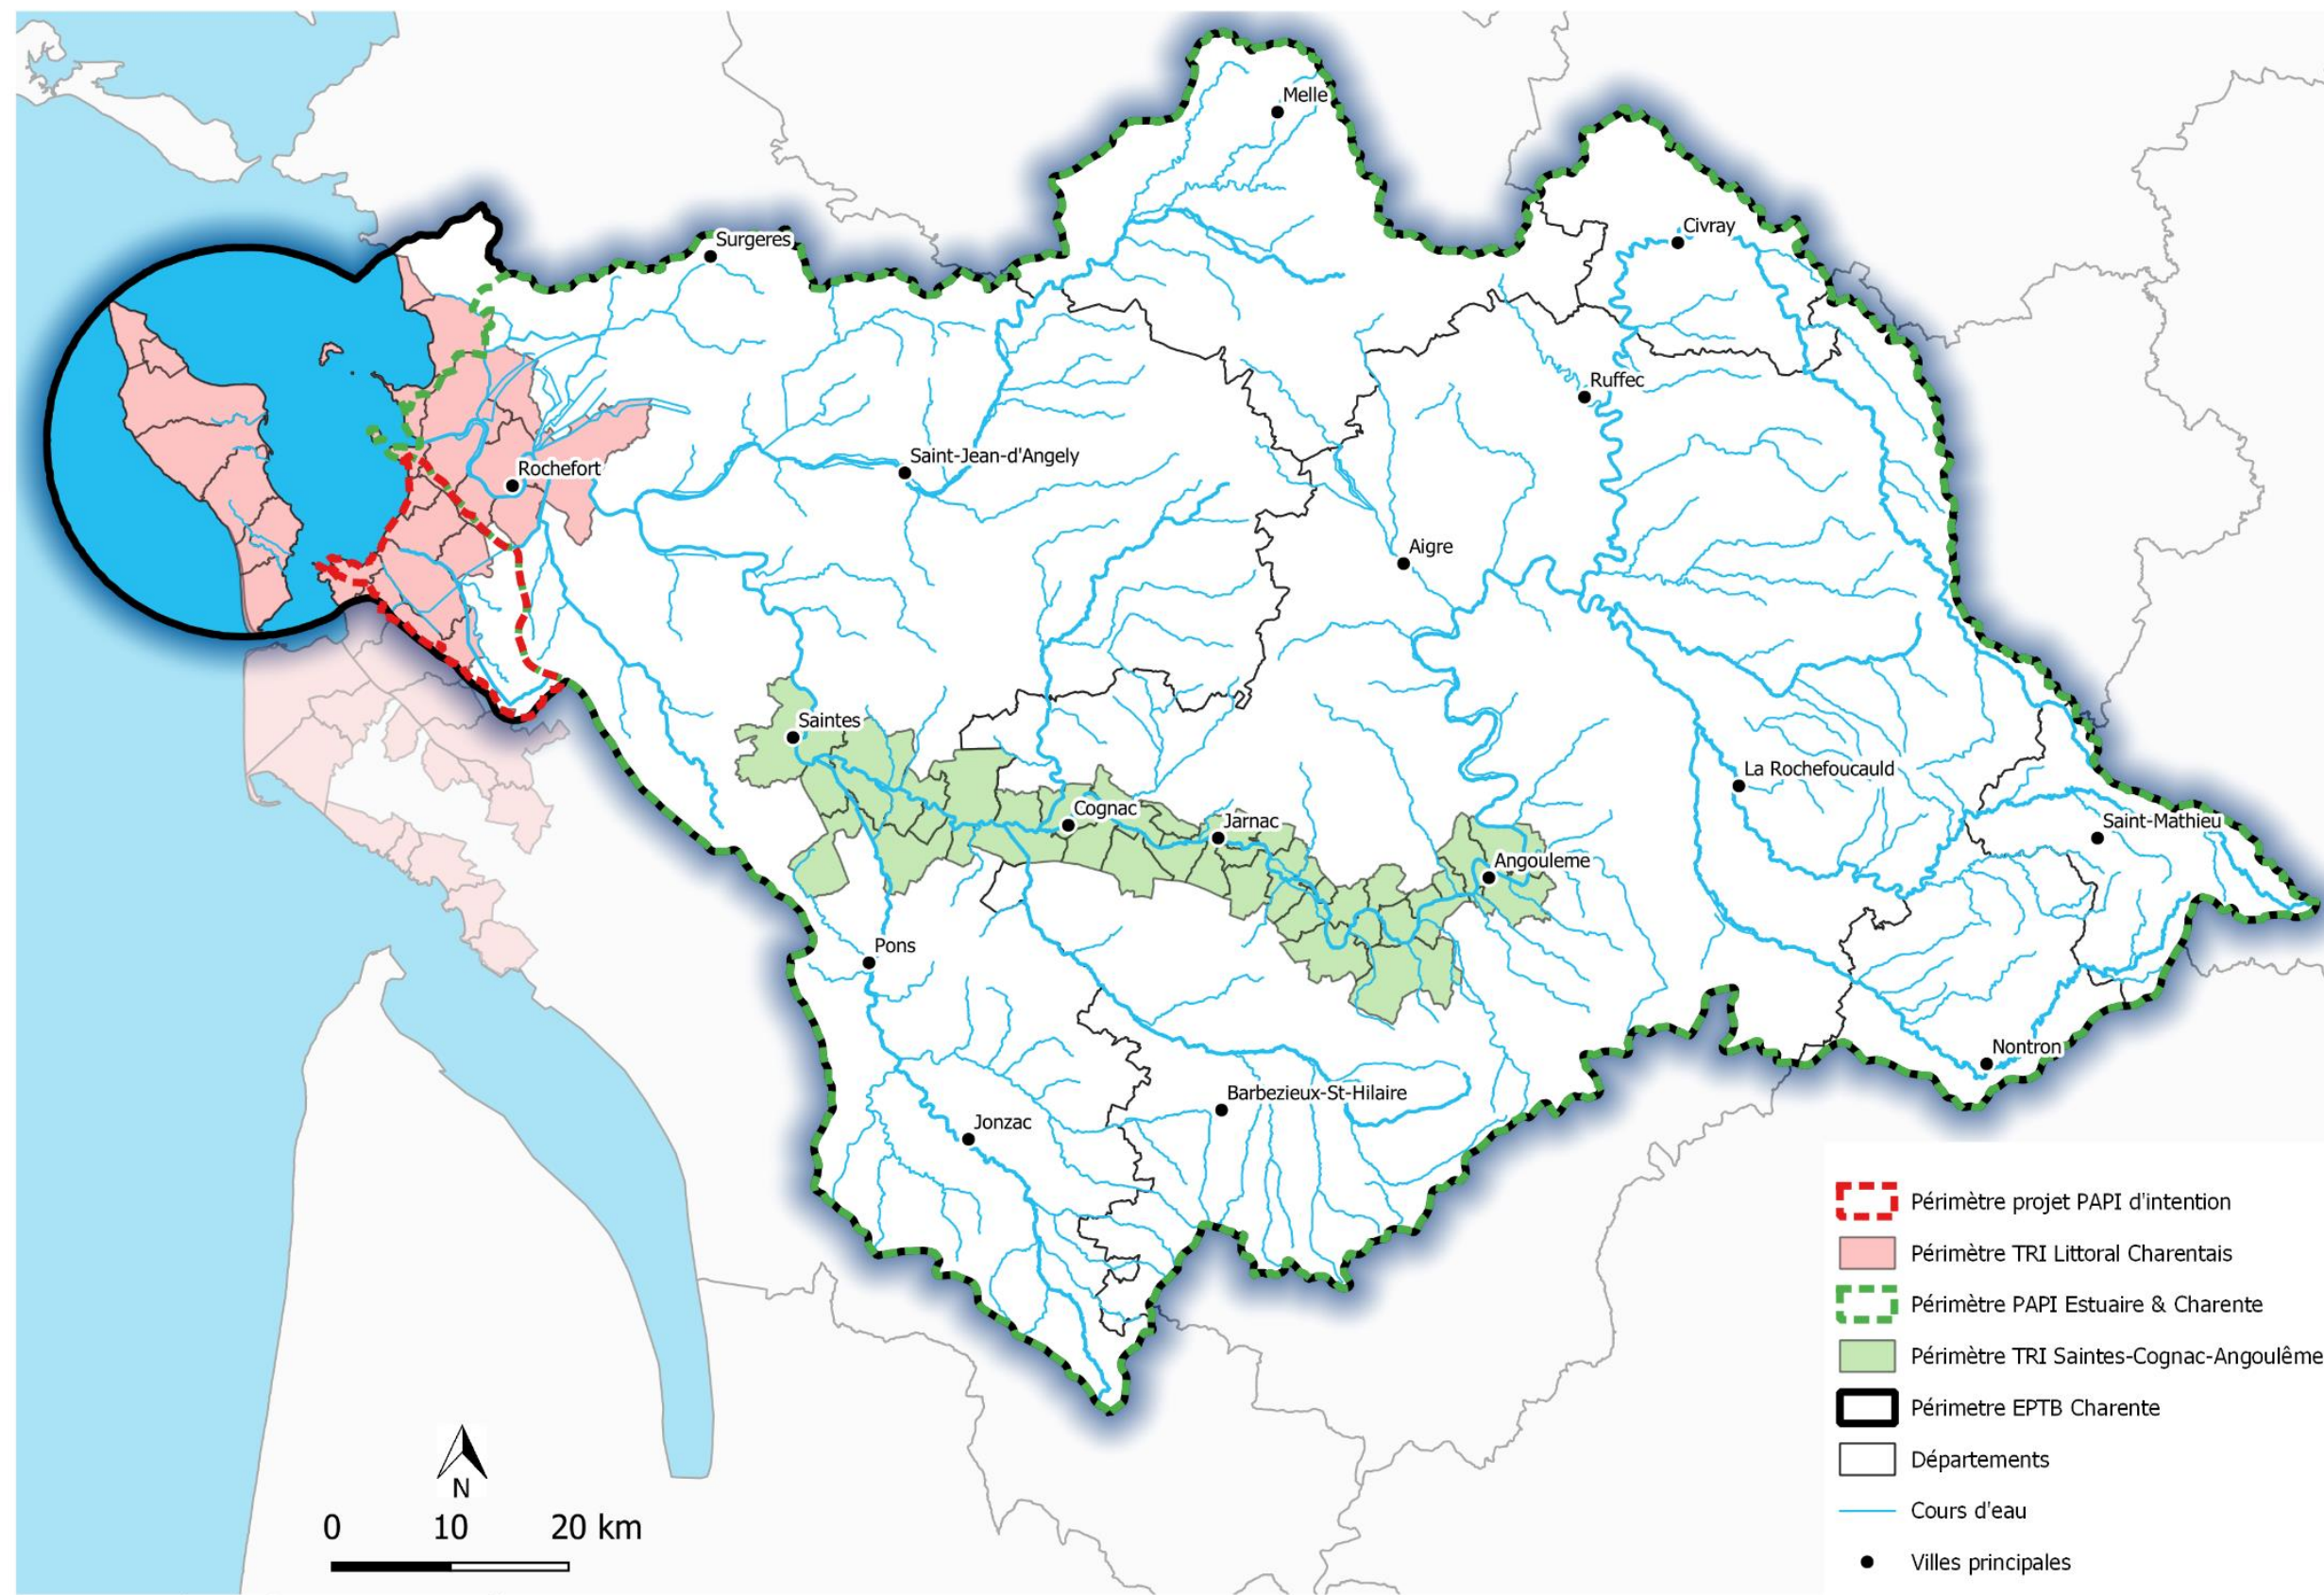 Melle
Civray
Surgeres
Ruffec
Saint-Jean-d'Angely
Rochefort
Aigre
Saintes
La Rochefoucauld
Cognac
Jarnac
Saint-Mathieu
Angouleme
Pons
Nontron
Barbezieux-St-Hilaire
Jonzac
Périmètre projet PAPI d'intention
Périmètre TRI Littoral Charentais
Périmètre PAPI Estuaire & Charente
Périmètre TRI Saintes-Cognac-Angoulême
Périmetre EPTB Charente
Départements
Cours d'eau
Villes principales
N
0 10 20 km